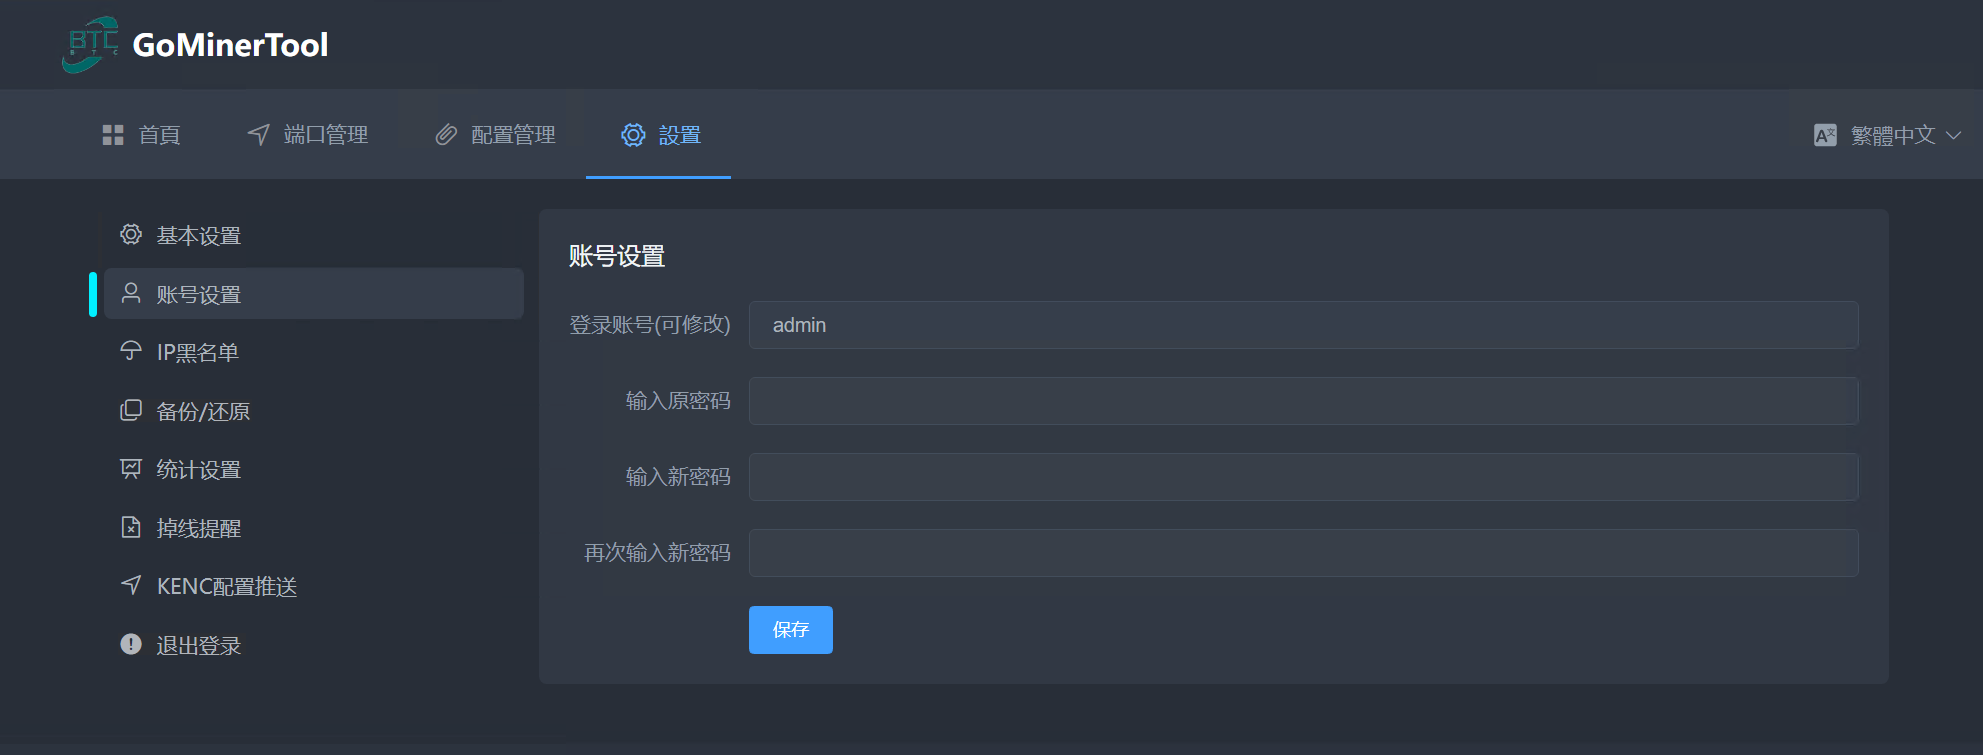 BTC
B T C
GoMinerTool
首頁
端口管理
配置管理
設置
繁體中文
基本设置
账号设置
IP黑名单
备份/还原
统计设置
掉线提醒
KENC配置推送
退出登录
账号设置
登录账号(可修改)
admin
输入原密码
输入新密码
再次输入新密码
保存